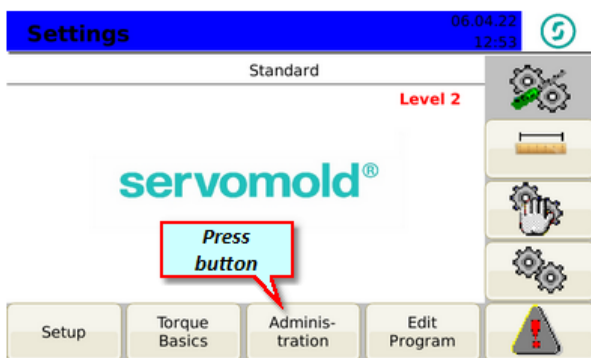 Settings
06.04.22
12:53
Standard
Level 2
servomold®
Press
button
Setup
Torque
Basics
Adminis-
tration
Edit
Program